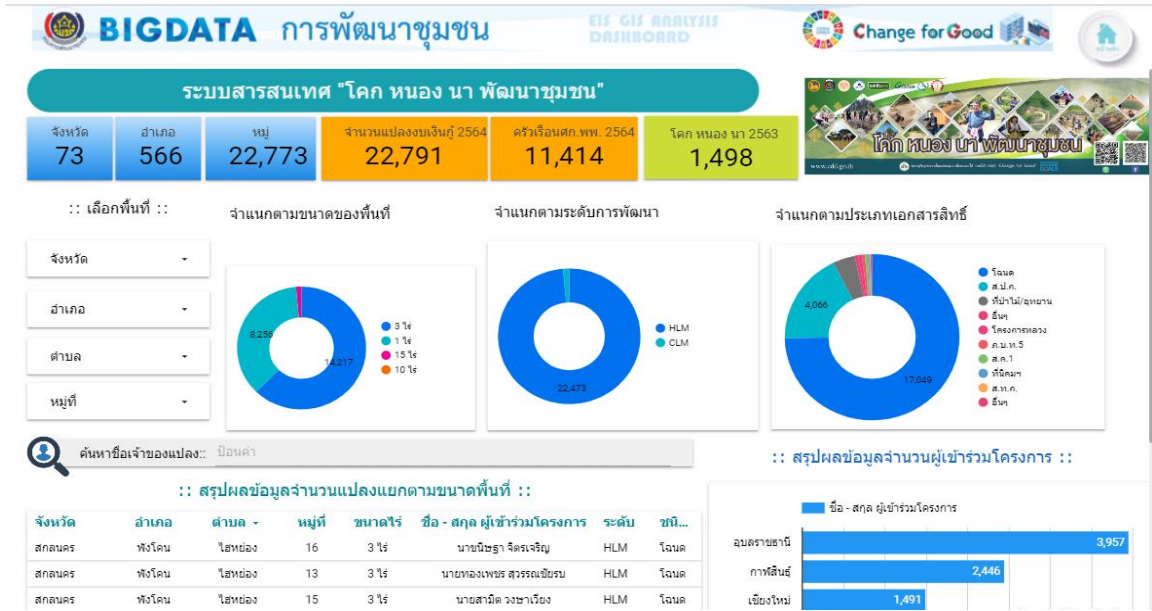 BIGDATA การพัฒนาชุมชน
EIS GIS ANALYSIS
DASHBOARD
Change for Good
ระบบสารสนเทศ "โคก หนอง นา พัฒนาชุมชน"
จังหวัด
73
อำเภอ
566
หมู่
22,773
จำนวนแปลงงบเงินกู้ 2564
22,791
ครัวเรือนศก.พพ. 2564
11,414
โคก หนอง นา 2563
1,498
โคก หนอง นา พัฒนาชุมชน
:: เลือกพื้นที่ ::
จังหวัด
อำเภอ
ตำบล
หมู่ที่
จำแนกตามขนาดของพื้นที่
8,256
14,217
3 ไร่
1 ไร่
15 ไร่
10 ไร่
จำแนกตามระดับการพัฒนา
22,473
HLM
CLM
จำแนกตามประเภทเอกสารสิทธิ์
4,066
17,049
โฉนด
ส.ป.ก.
ที่ป่าไม้/อุทยาน
อื่นๆ
โครงการหลวง
ภ.บ.ท.5
ส.ค.1
ที่นิคมฯ
ส.ท.ก.
อื่นๆ
ค้นหาชื่อเจ้าของแปลง:: ป้อนค่า
:: สรุปผลข้อมูลจำนวนแปลงแยกตามขนาดพื้นที่ ::
จังหวัด อำเภอ ตำบล หมู่ที่ ขนาดไร่ ชื่อ - สกุล ผู้เข้าร่วมโครงการ ระดับ ชนิ...
สกลนคร พังโคน ไฮหย่อง 16 3 ไร่ นายขนิษฐา จิตรเจริญ HLM โฉนด
สกลนคร พังโคน ไฮหย่อง 13 3 ไร่ นายทองเพชร สุวรรณชัยรบ HLM โฉนด
สกลนคร พังโคน ไฮหย่อง 15 3 ไร่ นายสามิต วงษาเวียง HLM โฉนด
:: สรุปผลข้อมูลจำนวนผู้เข้าร่วมโครงการ ::
ชื่อ - สกุล ผู้เข้าร่วมโครงการ
อุบลราชธานี 3,957
กาฬสินธุ์ 2,446
เชียงใหม่ 1,491